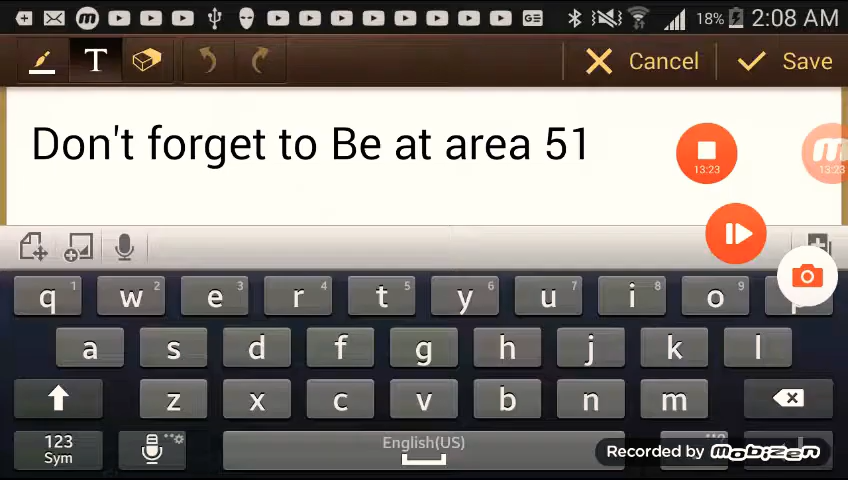 18% 2:08 AM
T Cancel Save
Don't forget to Be at area 51
13:23 13:23
q 1 w 2 e 3 r 4 t 5 y 6 u 7 i 8 o 9 p
a s d f g h j k l
z x c v b n m
123 Sym English(US)
Recorded by mobizen